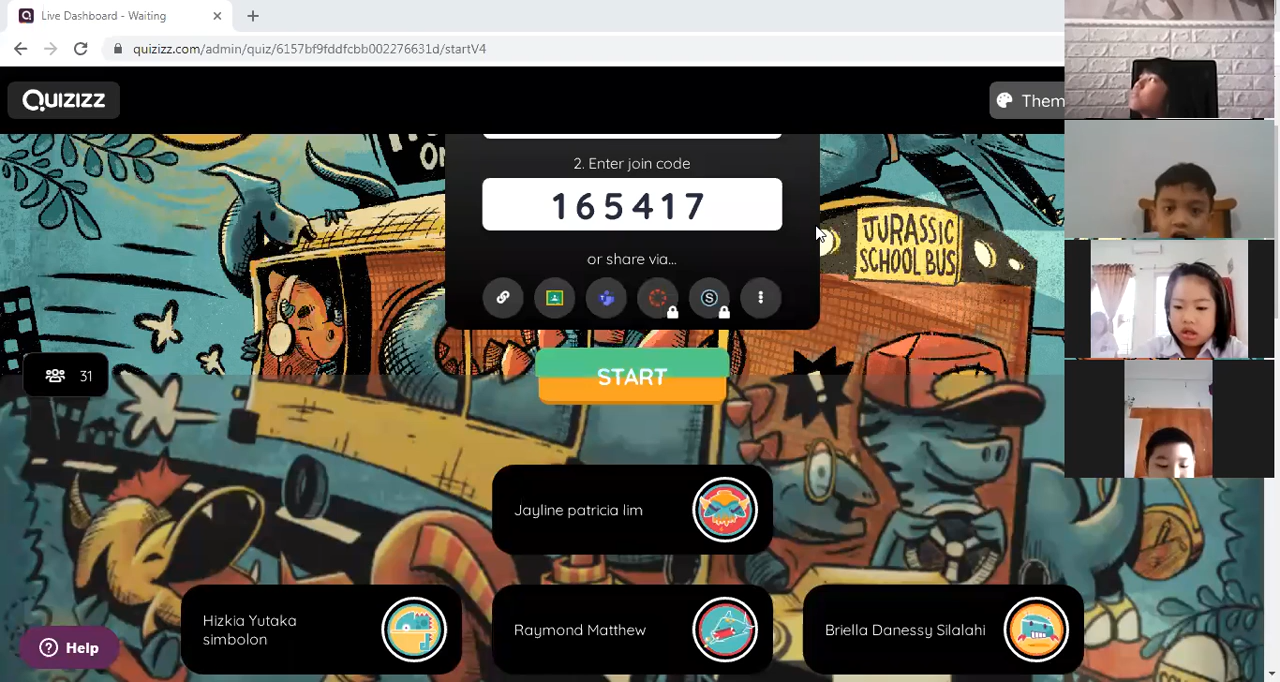 Live Dashboard - Waiting
quizizz.com/admin/quiz/6157bf9fddfcbb002276631d/startV4
QUIZIZZ
Them
2. Enter join code
165417
or share via...
JURASSIC
SCHOOL BUS
31
START
Jayline patricia lim
Hizkia Yutaka
simbolon
Raymond Matthew
Briella Danessy Silalahi
Help